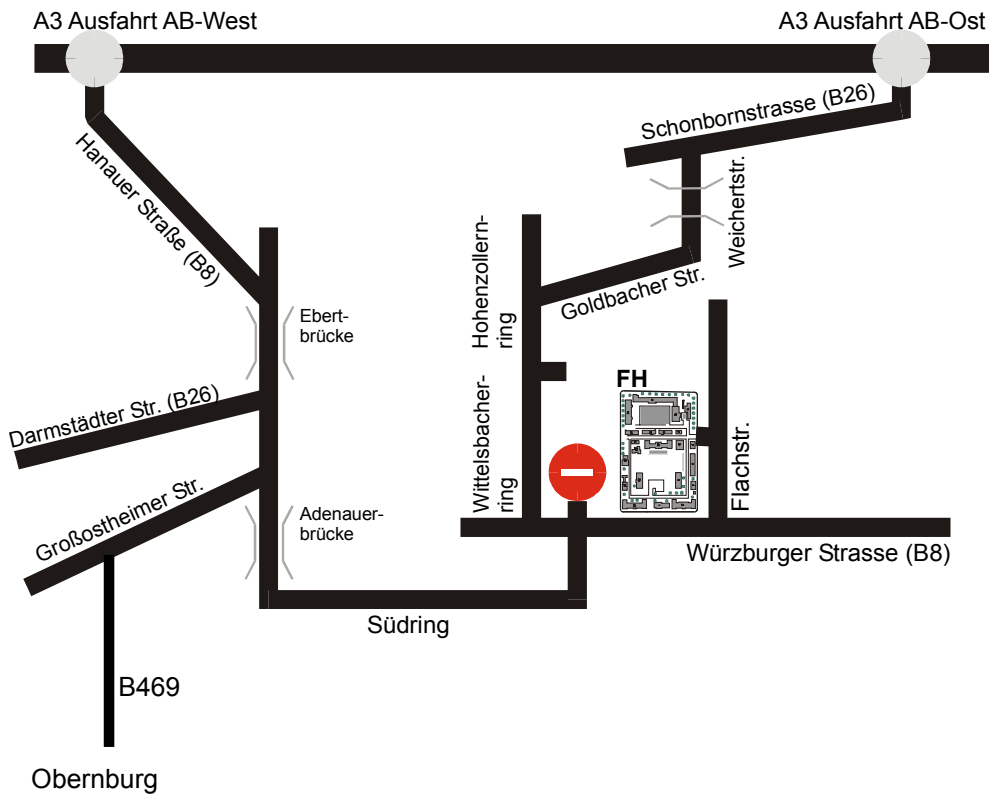 A3 Ausfahrt AB-West
A3 Ausfahrt AB-Ost
Schonbornstrasse (B26)
Hanauer Straße (B8)
Weichertstr.
Hohenzollern-
ring
Goldbacher Str.
Ebert-
brücke
FH
Darmstädter Str. (B26)
Wittelsbacher-
ring
Flachstr.
Großostheimer Str.
Adenauer-
brücke
Würzburger Strasse (B8)
Südring
B469
Obernburg